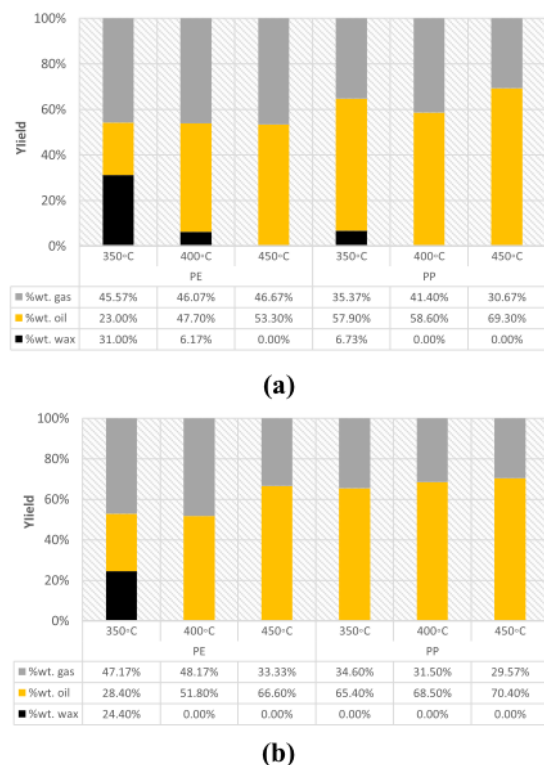 100%
80%
60%
40%
20%
0%
Ylield
350°C 400°C 450°C 350°C 400°C 450°C
PE PP
%wt. gas 45.57% 46.07% 46.67% 35.37% 41.40% 30.67%
%wt. oil 23.00% 47.70% 53.30% 57.90% 58.60% 69.30%
%wt. wax 31.00% 6.17% 0.00% 6.73% 0.00% 0.00%
(a)
100%
80%
60%
40%
20%
0%
Ylield
350°C 400°C 450°C 350°C 400°C 450°C
PE PP
%wt. gas 47.17% 48.17% 33.33% 34.60% 31.50% 29.57%
%wt. oil 28.40% 51.80% 66.60% 65.40% 68.50% 70.40%
%wt. wax 24.40% 0.00% 0.00% 0.00% 0.00% 0.00%
(b)